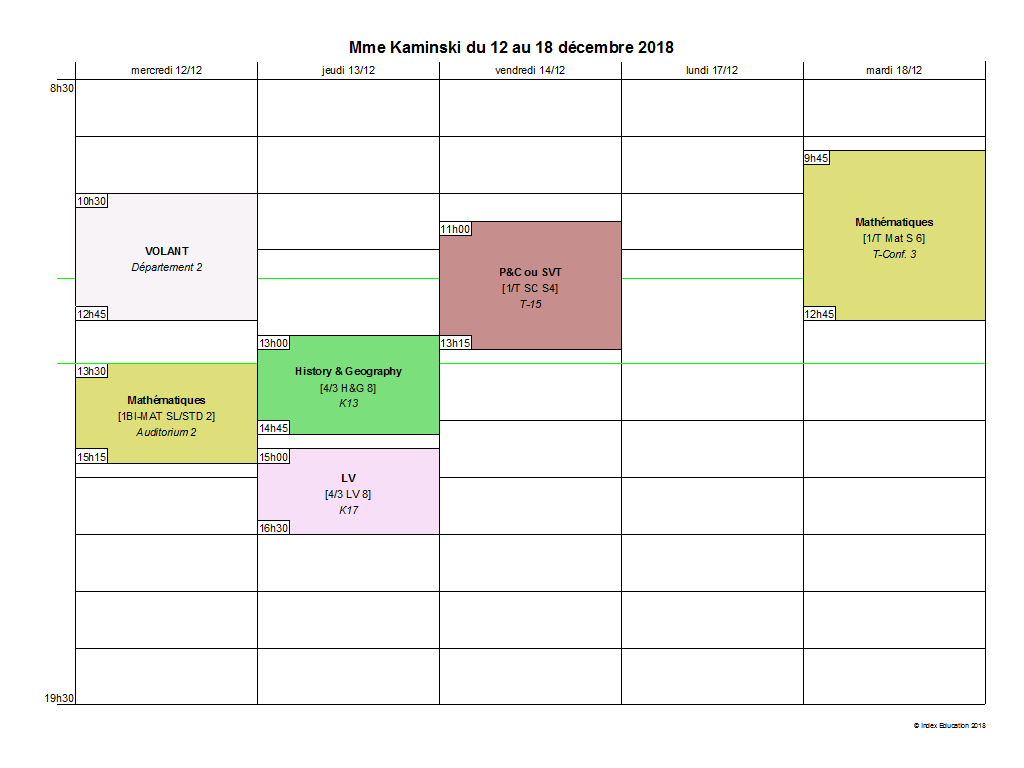 Mme Kaminski du 12 au 18 décembre 2018
mercredi 12/12
jeudi 13/12
vendredi 14/12
lundi 17/12
mardi 18/12
8h30
19h30
10h30
VOLANT
Département 2
12h45
13h30
Mathématiques
[1BI-MAT SL/STD 2]
Auditorium 2
15h15
13h00
History & Geography
[4/3 H&G 8]
K13
14h45
15h00
LV
[4/3 LV 8]
K17
16h30
11h00
P&C ou SVT
[1/T SC S4]
T-15
13h15
9h45
Mathématiques
[1/T Mat S 6]
T-Conf. 3
12h45
© Index Education 2018